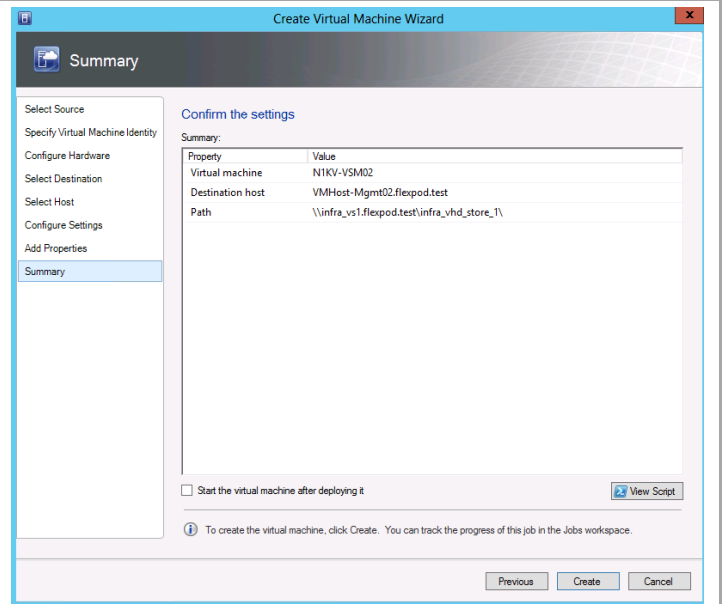 Create Virtual Machine Wizard
x
Summary
Select Source
Specify Virtual Machine Identity
Configure Hardware
Select Destination
Select Host
Configure Settings
Add Properties
Summary
Confirm the settings
Summary:
Property Value
Virtual machine N1KV-VSM02
Destination host VMHost-Mgmt02.flexpod.test
Path \\infra_vs1.flexpod.test\infra_vhd_store_1\
Start the virtual machine after deploying it
View Script
To create the virtual machine, click Create. You can track the progress of this job in the Jobs workspace.
Previous Create Cancel